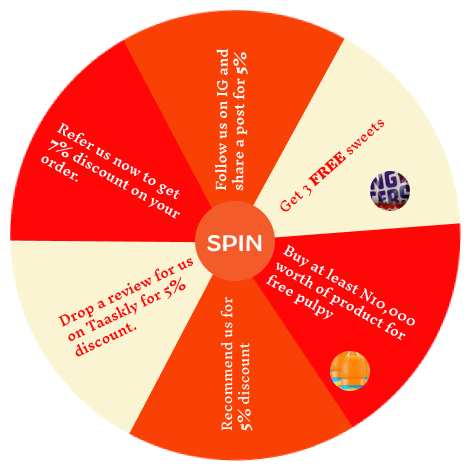 Follow us on IG and
share a post for 5%
Get 3 FREE sweets
Buy at least N10,000
worth of product for
free pulpy
Recommend us for
5% discount
Drop a review for us
on Taaskly for 5%
discount.
Refer us now to get
7% discount on your
order.
SPIN